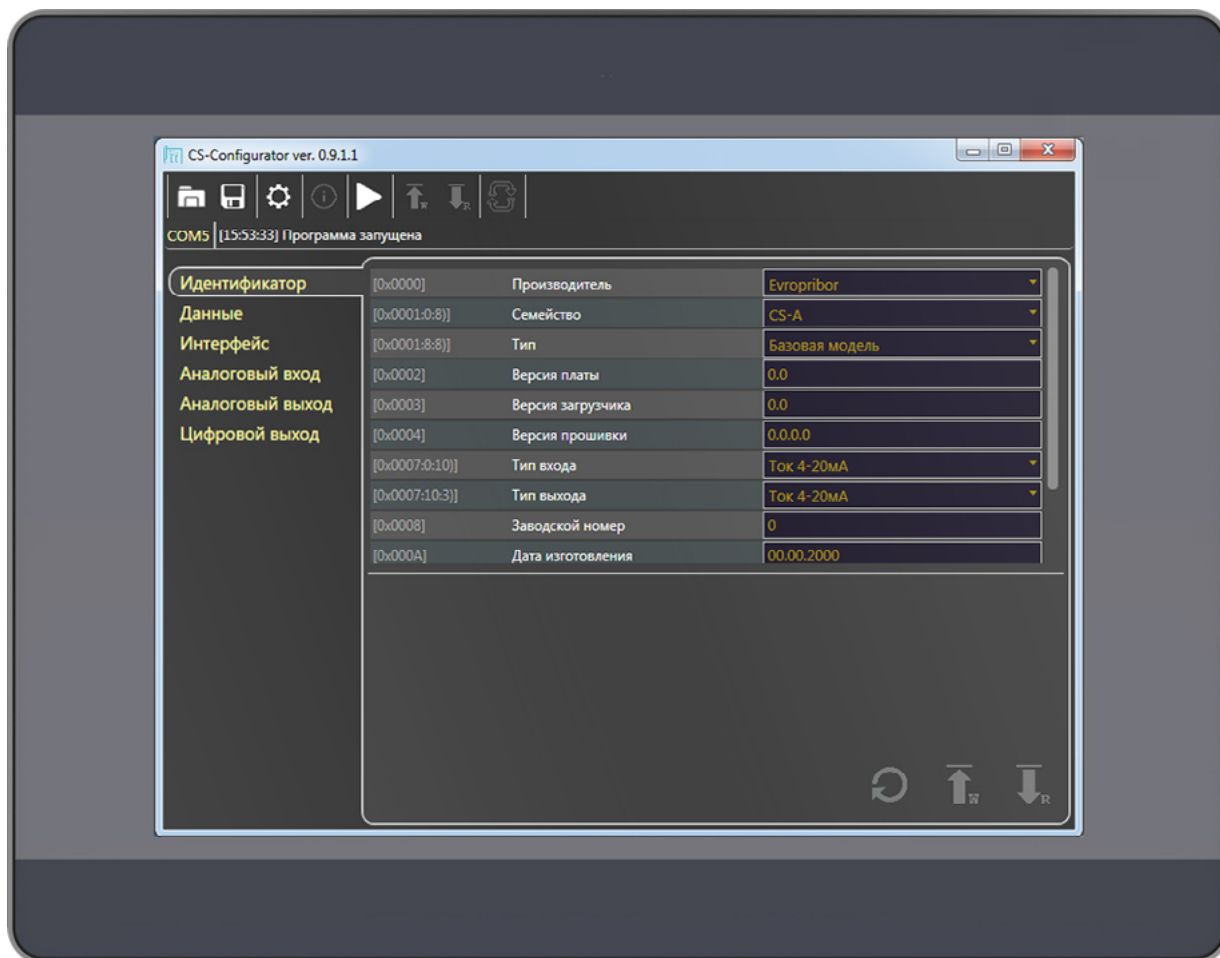 CS-Configurator ver. 0.9.1.1
W R
COM5 [15:53:33] Программа запущена
Идентификатор
Данные
Интерфейс
Аналоговый вход
Аналоговый выход
Цифровой выход
[0x0000] Производитель Evropribor
[0x0001:0:8)] Семейство CS-A
[0x0001:8:8)] Тип Базовая модель
[0x0002] Версия платы 0.0
[0x0003] Версия загрузчика 0.0
[0x0004] Версия прошивки 0.0.0.0
[0x0007:0:10)] Тип входа Ток 4-20мА
[0x0007:10:3)] Тип выхода Ток 4-20мА
[0x0008] Заводской номер 0
[0x000A] Дата изготовления 00.00.2000
W R